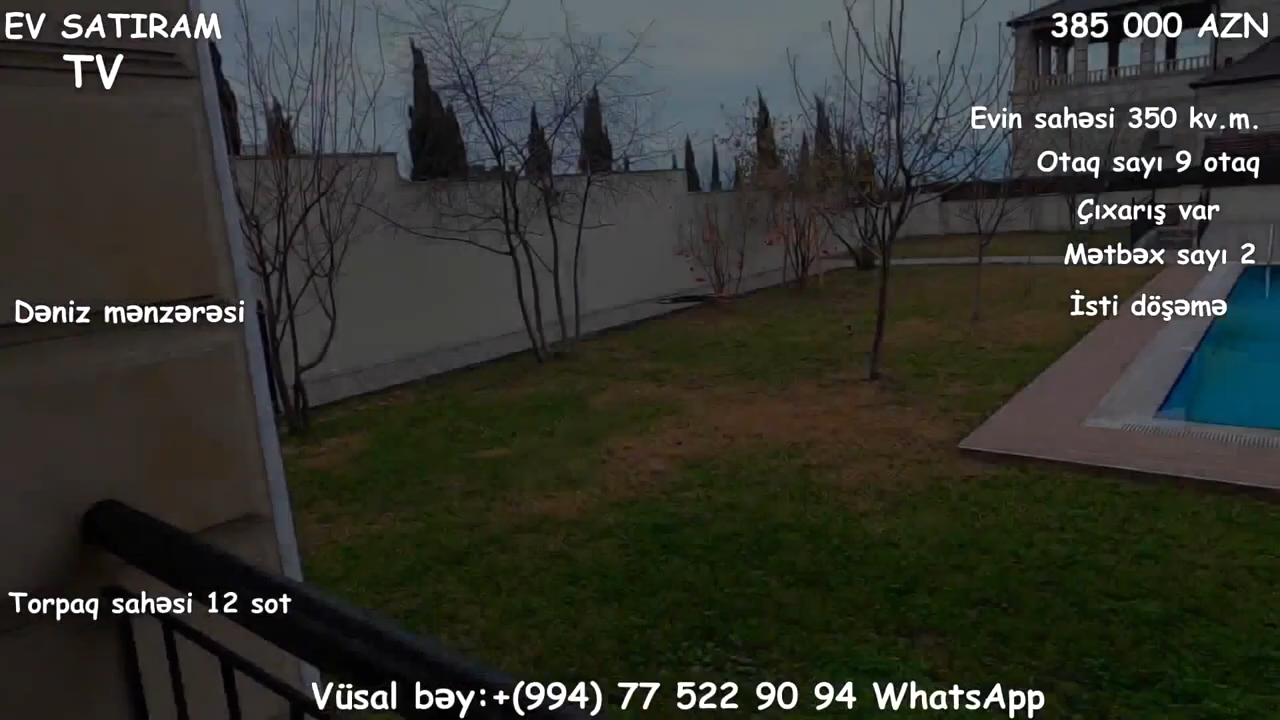 EV SATIRAM
TV
385 000 AZN
Evin sahəsi 350 kv.m.
Otaq sayı 9 otaq
Çıxarış var
Mətbəx sayı 2
İsti döşəmə
Dəniz mənzərəsi
Torpaq sahəsi 12 sot
Vüsal bəy:+(994) 77 522 90 94 WhatsApp